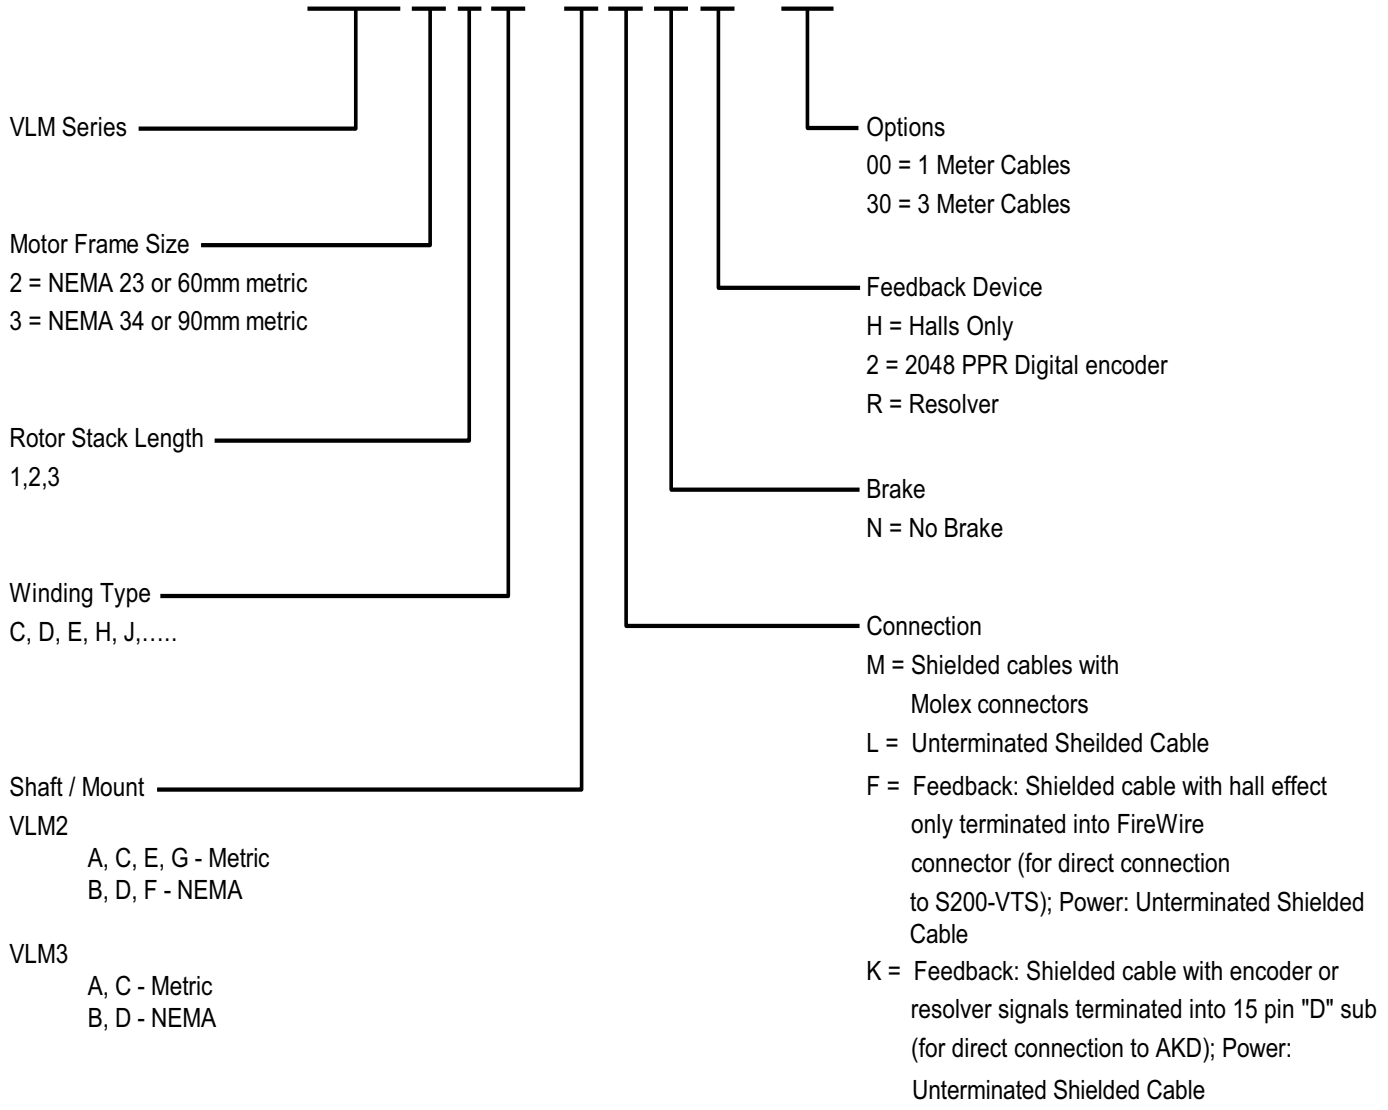 VLM Series
Motor Frame Size
2 = NEMA 23 or 60mm metric
3 = NEMA 34 or 90mm metric
Rotor Stack Length
1,2,3
Winding Type
C, D, E, H, J,.....
Shaft / Mount
VLM2
A, C, E, G - Metric
B, D, F - NEMA
VLM3
A, C - Metric
B, D - NEMA
Options
00 = 1 Meter Cables
30 = 3 Meter Cables
Feedback Device
H = Halls Only
2 = 2048 PPR Digital encoder
R = Resolver
Brake
N = No Brake
Connection
M = Shielded cables with
Molex connectors
L = Unterminated Sheilded Cable
F = Feedback: Shielded cable with hall effect
only terminated into FireWire
connector (for direct connection
to S200-VTS); Power: Unterminated Shielded
Cable
K = Feedback: Shielded cable with encoder or
resolver signals terminated into 15 pin "D" sub
(for direct connection to AKD); Power:
Unterminated Shielded Cable